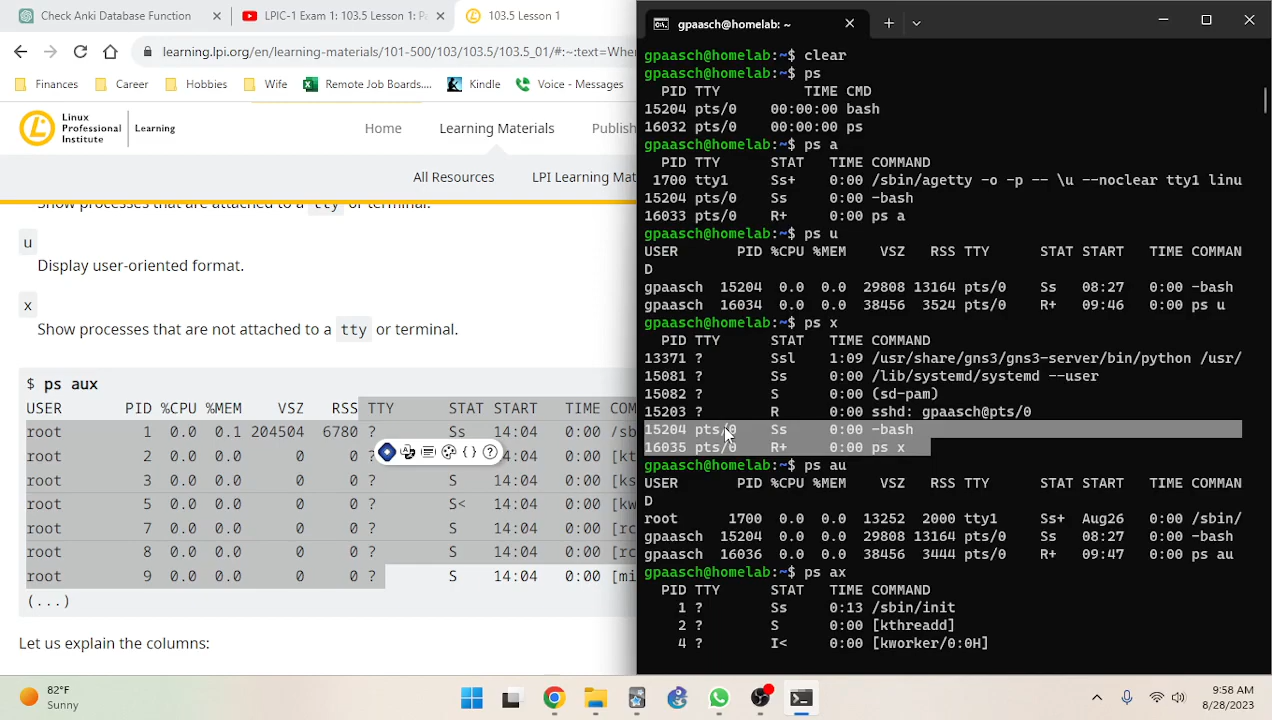 Check Anki Database Function
LPIC-1 Exam 1: 103.5 Lesson 1: P
103.5 Lesson 1
learning.lpi.org/en/learning-materials/101-500/103/103.5/103.5_01/#:~:text=Wher
Finances
Career
Hobbies
Wife
Remote Job Boards...
Kindle
Voice - Messages
Linux
Professional
Institute
Learning
Home
Learning Materials
Publish
All Resources
LPI Learning Mat
Show processes that are attached to a tty or terminal.
u
Display user-oriented format.
x
Show processes that are not attached to a tty or terminal.
$ ps aux
USER PID %CPU %MEM VSZ RSS TTY STAT START TIME COM
root 1 0.0 0.1 204504 6780 ? Ss 14:04 0:00 /sb
root 2 0.0 0.0 0 0 ? S 14:04 0:00 [kt
root 3 0.0 0.0 0 0 S 14:04 0:00 [ks
root 5 0.0 0.0 0 0 ? S< 14:04 0:00 [kw
root 7 0.0 0.0 0 0 ? S 14:04 0:00 [rc
root 8 0.0 0.0 0 0 ? S 14:04 0:00 [rc
root 9 0.0 0.0 0 0 ? S 14:04 0:00 [mi
(...)
Let us explain the columns:
gpaasch@homelab: ~
gpaasch@homelab:~$ clear
gpaasch@homelab:~$ ps
PID TTY TIME CMD
15204 pts/0 00:00:00 bash
16032 pts/0 00:00:00 ps
gpaasch@homelab:~$ ps a
PID TTY STAT TIME COMMAND
1700 tty1 Ss+ 0:00 /sbin/agetty -o -p -- \u --noclear tty1 linu
15204 pts/0 Ss 0:00 -bash
16033 pts/0 R+ 0:00 ps a
gpaasch@homelab:~$ ps u
USER PID %CPU %MEM VSZ RSS TTY STAT START TIME COMMAN
D
gpaasch 15204 0.0 0.0 29808 13164 pts/0 Ss 08:27 0:00 -bash
gpaasch 16034 0.0 0.0 38456 3524 pts/0 R+ 09:46 0:00 ps u
gpaasch@homelab:~$ ps x
PID TTY STAT TIME COMMAND
13371 ? Ssl 1:09 /usr/share/gns3/gns3-server/bin/python /usr/
15081 ? Ss 0:00 /lib/systemd/systemd --user
15082 ? S 0:00 (sd-pam)
15203 ? R 0:00 sshd: gpaasch@pts/0
15204 pts/0 Ss 0:00 -bash
16035 pts/0 R+ 0:00 ps x
gpaasch@homelab:~$ ps au
USER PID %CPU %MEM VSZ RSS TTY STAT START TIME COMMAN
D
root 1700 0.0 0.0 13252 2000 tty1 Ss+ Aug26 0:00 /sbin/
gpaasch 15204 0.0 0.0 29808 13164 pts/0 Ss 08:27 0:00 -bash
gpaasch 16036 0.0 0.0 38456 3444 pts/0 R+ 09:47 0:00 ps au
gpaasch@homelab:~$ ps ax
PID TTY STAT TIME COMMAND
1 ? Ss 0:13 /sbin/init
2 ? S 0:00 [kthreadd]
4 ? I< 0:00 [kworker/0:0H]
82°F
Sunny
9:58 AM
8/28/2023